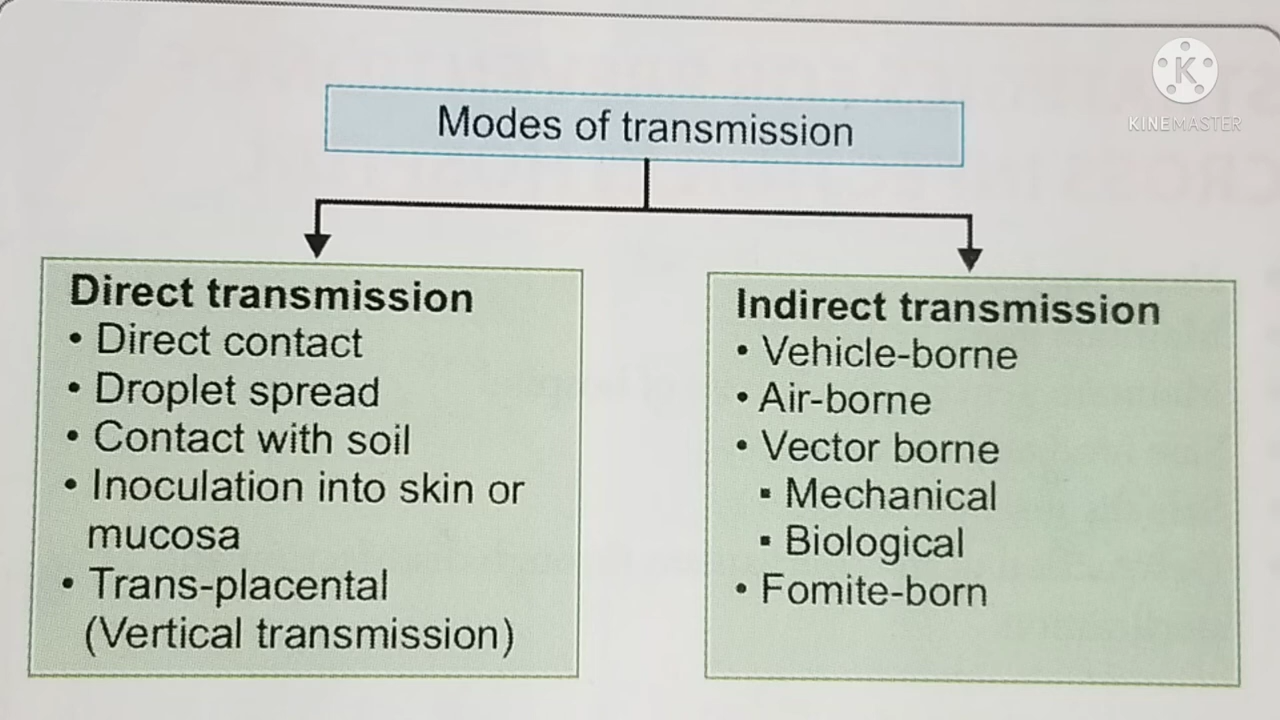 K
KINEMASTER
Modes of transmission
Direct transmission
• Direct contact
• Droplet spread
• Contact with soil
• Inoculation into skin or
mucosa
• Trans-placental
(Vertical transmission)
Indirect transmission
• Vehicle-borne
• Air-borne
• Vector borne
▪ Mechanical
▪ Biological
• Fomite-born